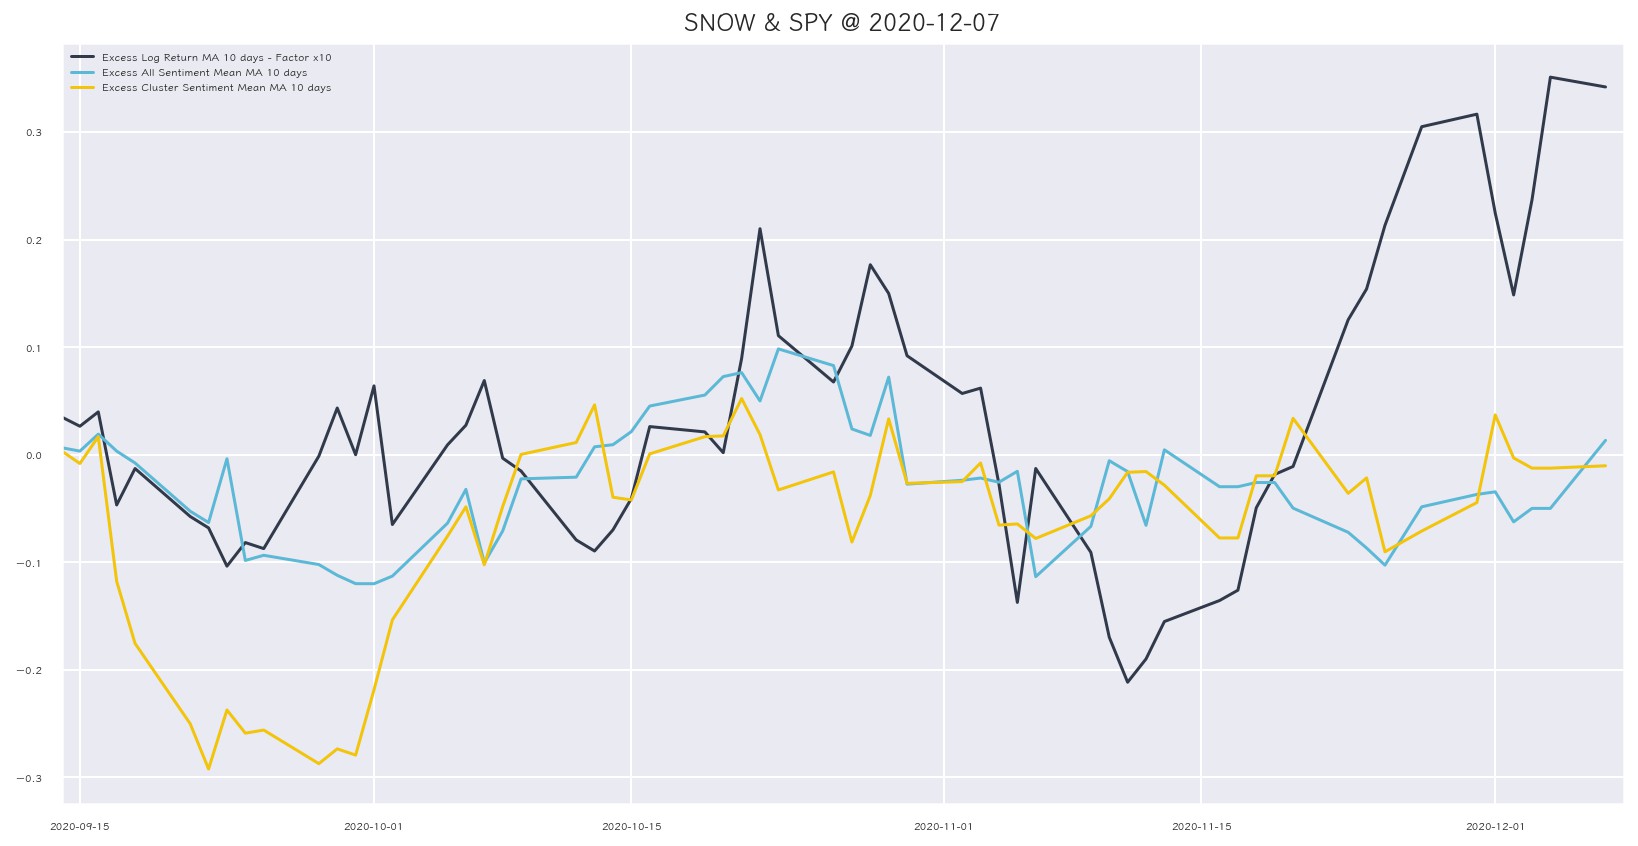 SNOW & SPY @ 2020-12-07
Excess Log Return MA 10 days - Factor x10
Excess All Sentiment Mean MA 10 days
Excess Cluster Sentiment Mean MA 10 days
0.3
0.2
0.1
0.0
−0.1
−0.2
−0.3
2020-09-15 2020-10-01 2020-10-15 2020-11-01 2020-11-15 2020-12-01